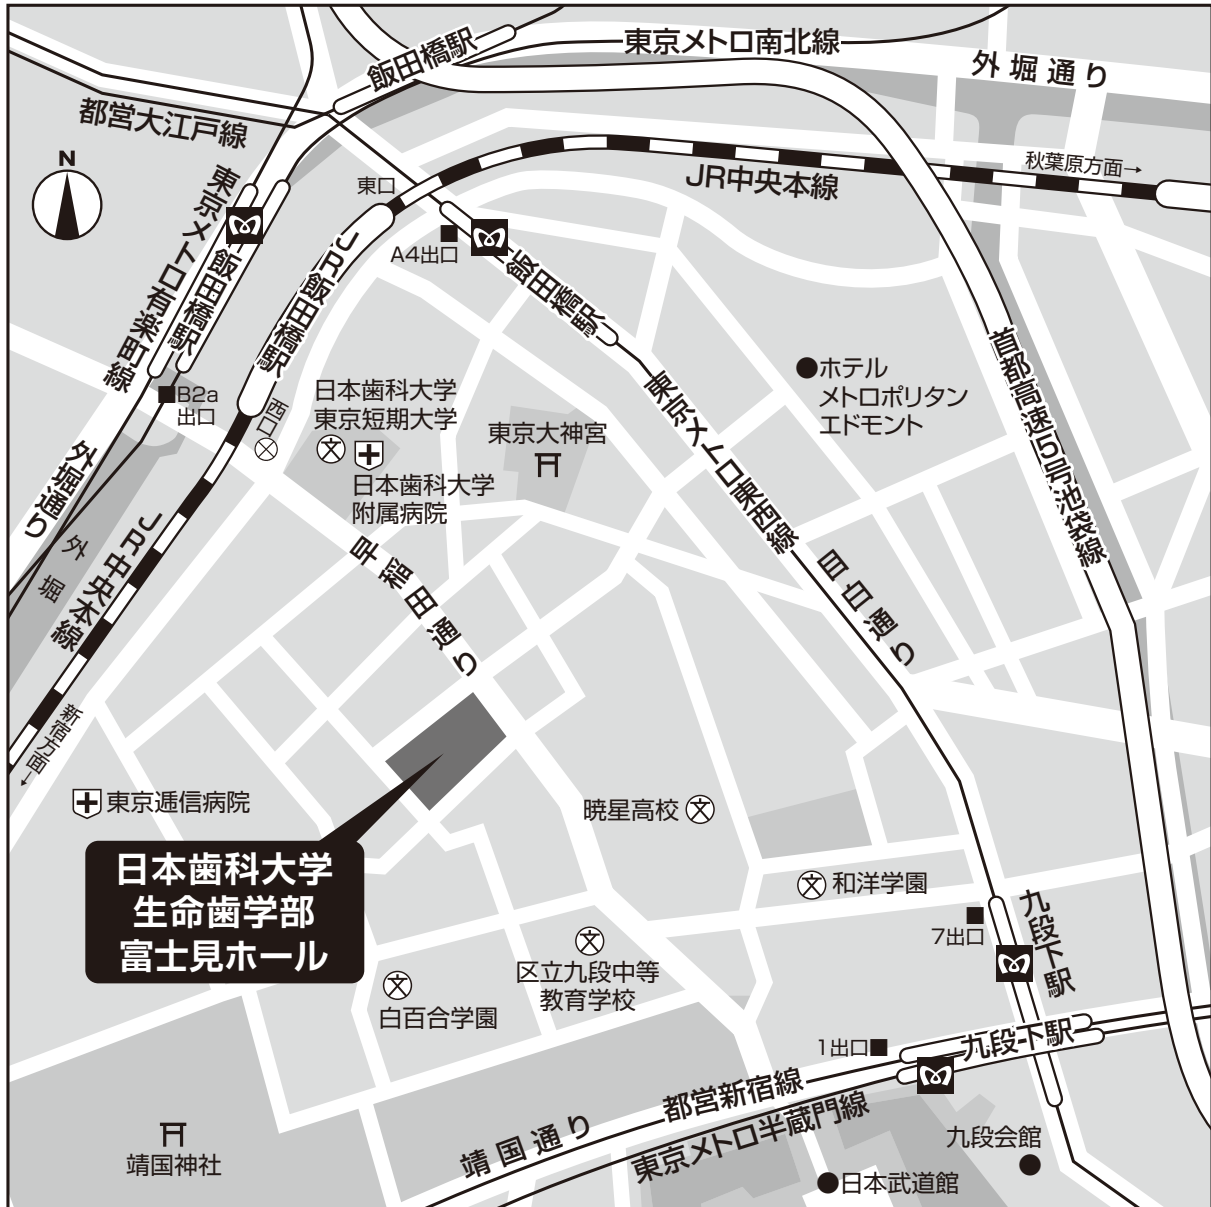 飯田橋駅
東京メトロ南北線
外堀通り
都営大江戸線
N
秋葉原方面→
JR中央本線
東口
A4出口
東京メトロ有楽町線
飯田橋駅
JR飯田橋駅
飯田橋駅
B2a
出口
西口
日本歯科大学
東京短期大学
文
日本歯科大学
附属病院
東京大神宮
ホテル
メトロポリタン
エドモント
首都高速5号池袋線
東京メトロ東西線
目白通り
外堀通り
外堀
JR中央本線
早稲田通り
新宿方面→
東京逓信病院
日本歯科大学
生命歯学部
富士見ホール
暁星高校
文
文
和洋学園
7出口
九段下駅
文
区立九段中等
教育学校
文
白百合学園
1出口
九段下駅
都営新宿線
靖国通り
東京メトロ半蔵門線
靖国神社
九段会館
日本武道館